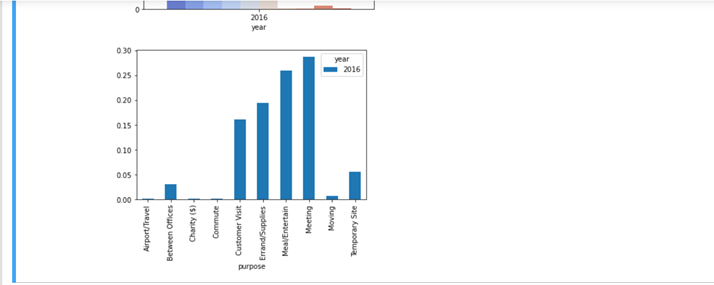 0
2016
year
0.30
0.25
0.20
0.15
0.10
0.05
0.00
year
2016
Airport/Travel
Between Offices
Charity ($)
Commute
Customer Visit
Errand/Supplies
Meal/Entertain
Meeting
Moving
Temporary Site
purpose